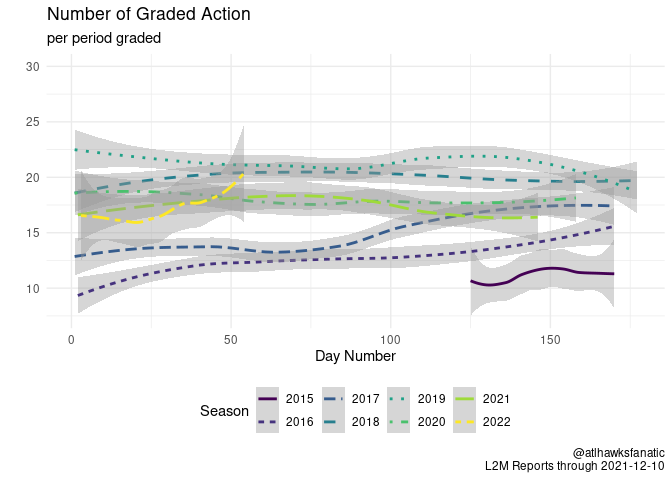 Number of Graded Action
per period graded
30
25
20
15
10
0 50 100 150
Day Number
Season 2015 2017 2019 2021
2016 2018 2020 2022
@atlhawksfanatic
L2M Reports through 2021-12-10